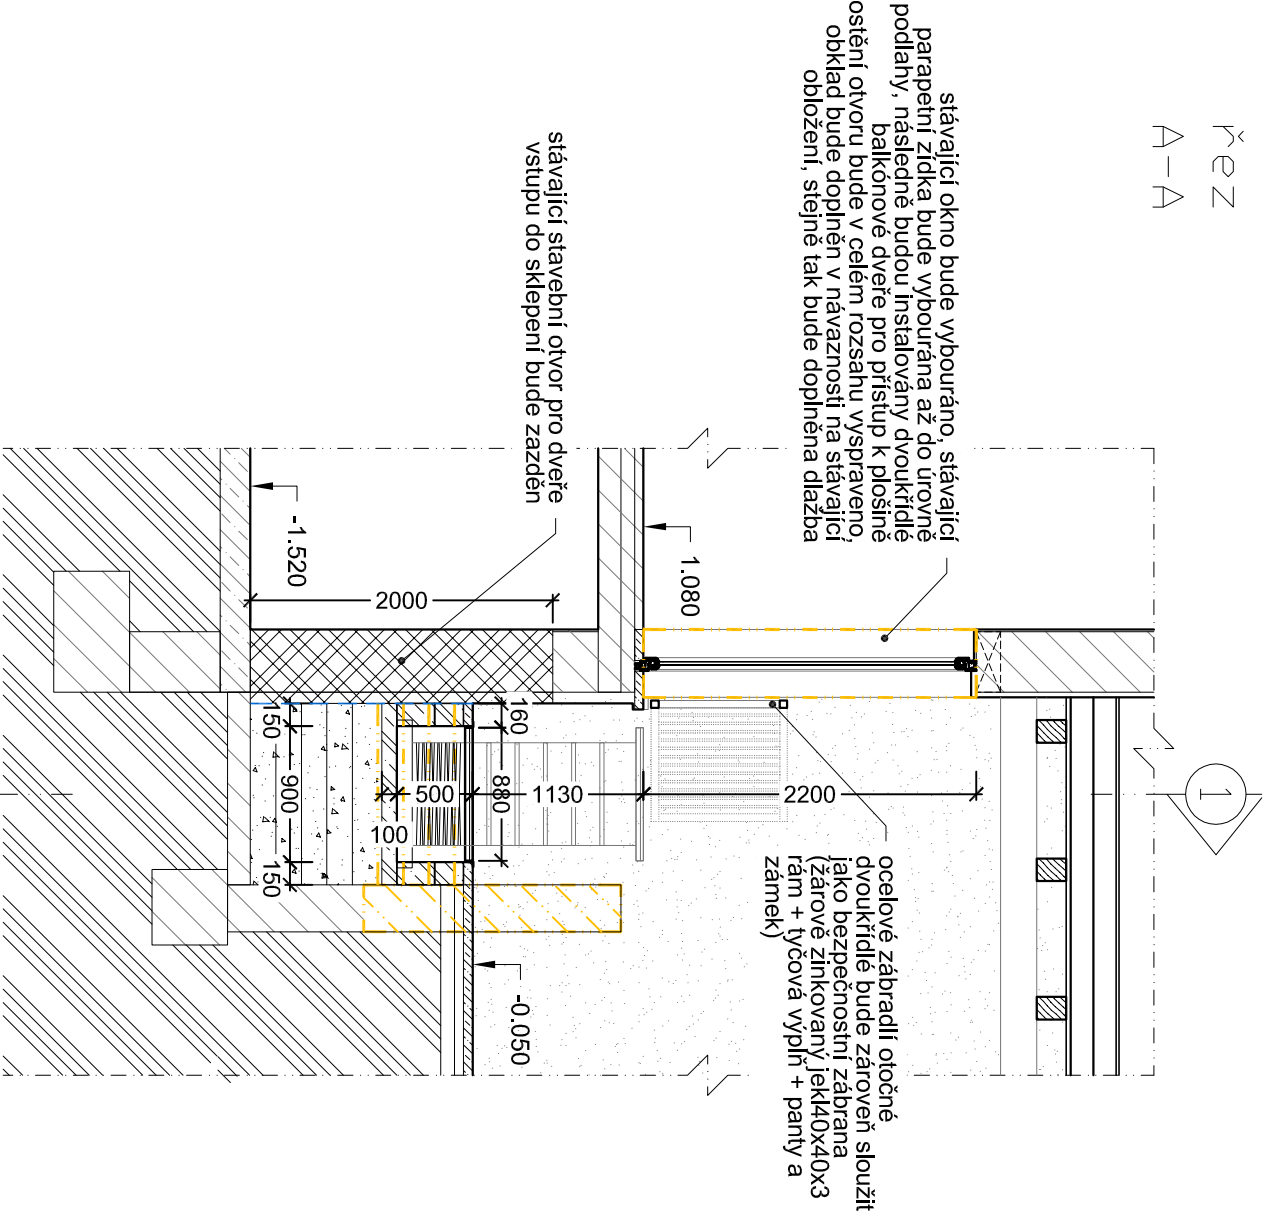 řez
A-A
stávající okno bude vybouráno, stávající
parapetní zídka bude vybourána až do úrovně
podlahy, následně budou instalovány dvoukřídlé
balkónové dveře pro přístup k plošině
ostění otvoru bude v celém rozsahu vyspraveno,
obklad bude doplněn v návaznosti na stávající
obložení, stejně tak bude doplněna dlažba
stávající stavební otvor pro dveře
vstupu do sklepení bude zazděn
1
1.080
-1.520
2000
160
150
900
880
150
100
500
1130
2200
-0.050
ocelové zábradlí otočné
dvoukřídlé bude zároveň sloužit
jako bezpečnostní zábrana
(žárově zinkovaný jekl40x40x3
rám + tyčová výplň + panty a
zámek)